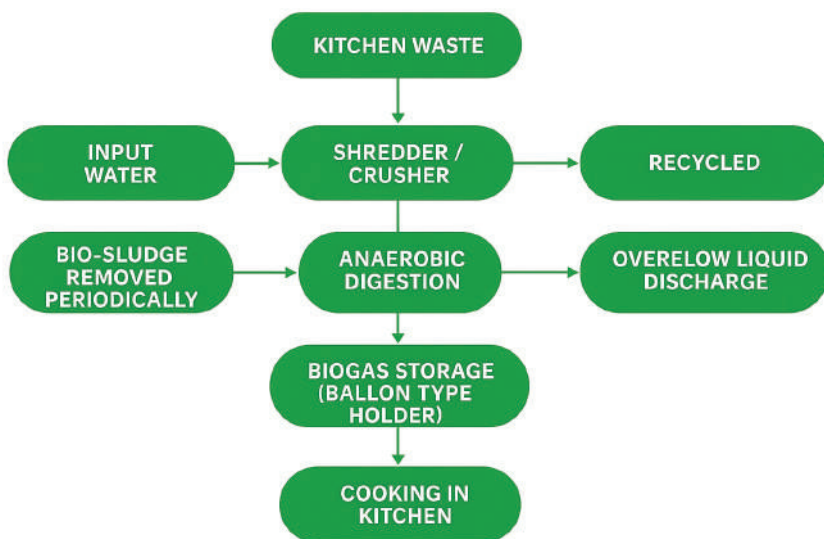 KITCHEN WASTE
INPUT
WATER
SHREDDER /
CRUSHER
RECYCLED
BIO-SLUDGE
REMOVED
PERIODICALLY
ANAEROBIC
DIGESTION
OVERELOW LIQUID
DISCHARGE
BIOGAS STORAGE
(BALLON TYPE
HOLDER)
COOKING IN
KITCHEN